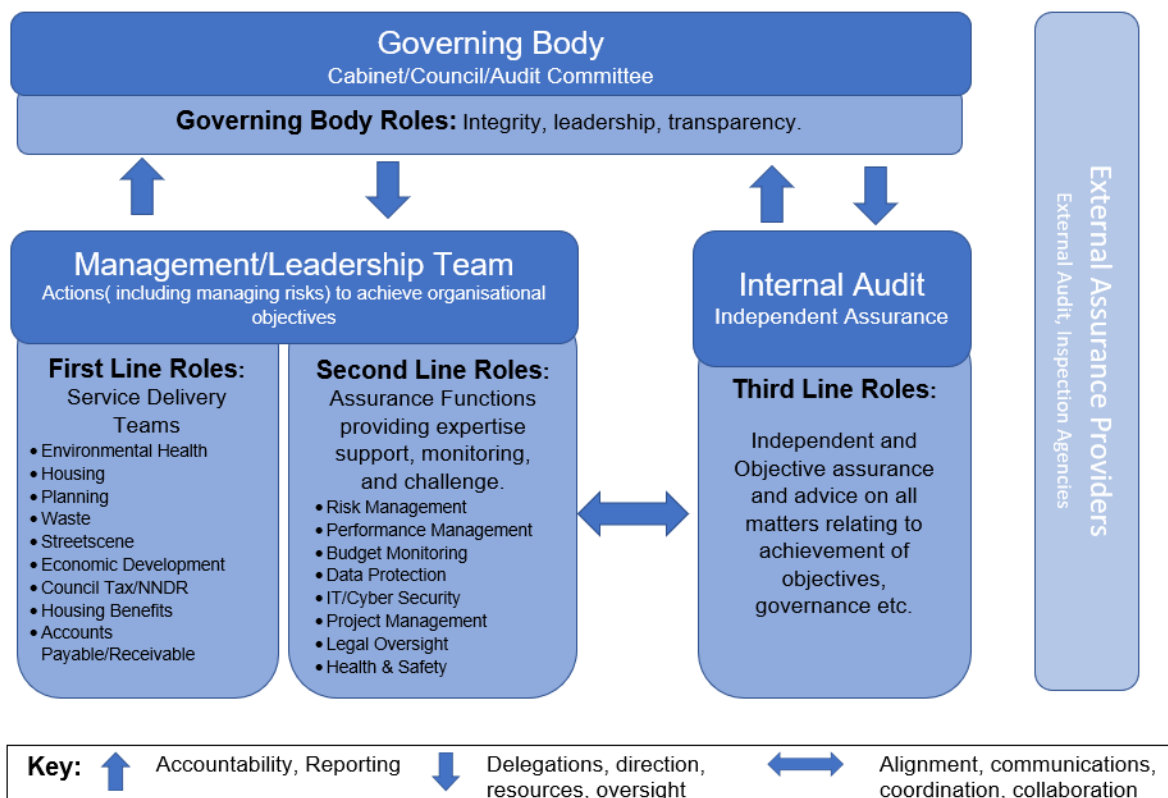 Governing Body
Cabinet/Council/Audit Committee
Governing Body Roles: Integrity, leadership, transparency.
Management/Leadership Team
Actions( including managing risks) to achieve organisational
objectives
First Line Roles:
Service Delivery
Teams
• Environmental Health
• Housing
• Planning
• Waste
• Streetscene
• Economic Development
• Council Tax/NNDR
• Housing Benefits
• Accounts
Payable/Receivable
Second Line Roles:
Assurance Functions
providing expertise
support, monitoring,
and challenge.
• Risk Management
• Performance Management
• Budget Monitoring
• Data Protection
• IT/Cyber Security
• Project Management
• Legal Oversight
• Health & Safety
Internal Audit
Independent Assurance
Third Line Roles:
Independent and
Objective assurance
and advice on all
matters relating to
achievement of
objectives,
governance etc.
External Assurance Providers
External Audit, Inspection Agencies
Key:
Accountability, Reporting
Delegations, direction,
resources, oversight
Alignment, communications,
coordination, collaboration